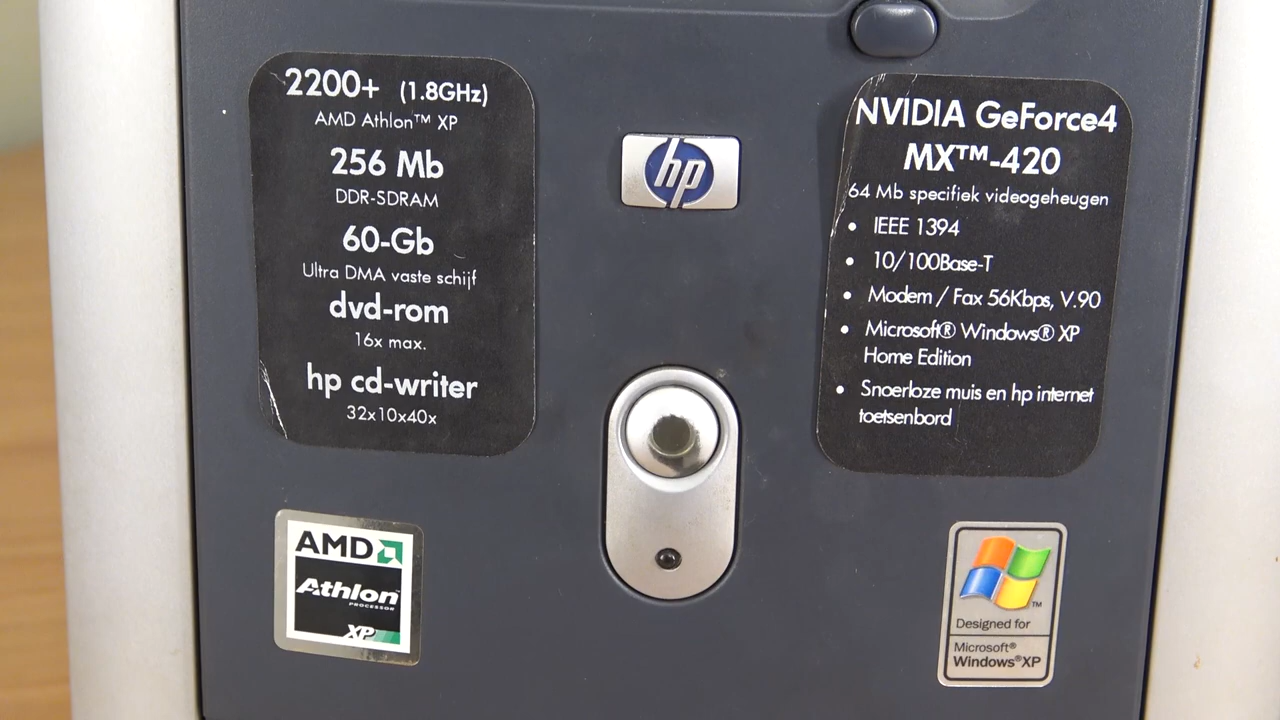 2200+ (1.8GHz)
AMD Athlon™ XP
256 Mb
DDR-SDRAM
60-Gb
Ultra DMA vaste schijf
dvd-rom
16x max.
hp cd-writer
32x10x40x
hp
NVIDIA GeForce4
MX™-420
64 Mb specifiek videogeheugen
• IEEE 1394
• 10/100Base-T
• Modem / Fax 56Kbps, V.90
• Microsoft® Windows® XP
Home Edition
• Snoerloze muis en hp internet
toetsenbord
AMD
Athlon™
PROCESSOR
XP
™
Designed for
Microsoft®
Windows®XP